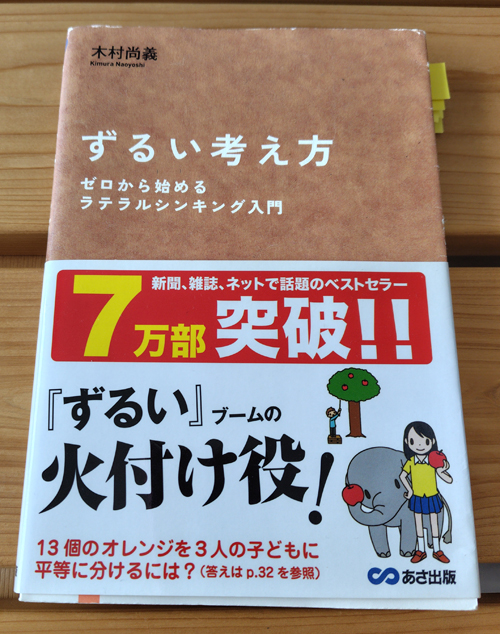 木村尚義
Kimura Naoyoshi
ずるい考え方
ゼロから始める
ラテラルシンキング入門
新聞、雑誌、ネットで話題のベストセラー
7万部 突破!!
『ずるい』ブームの
火付け役!
13個のオレンジを3人の子どもに
平等に分けるには?(答えはp.32を参照)
あさ出版